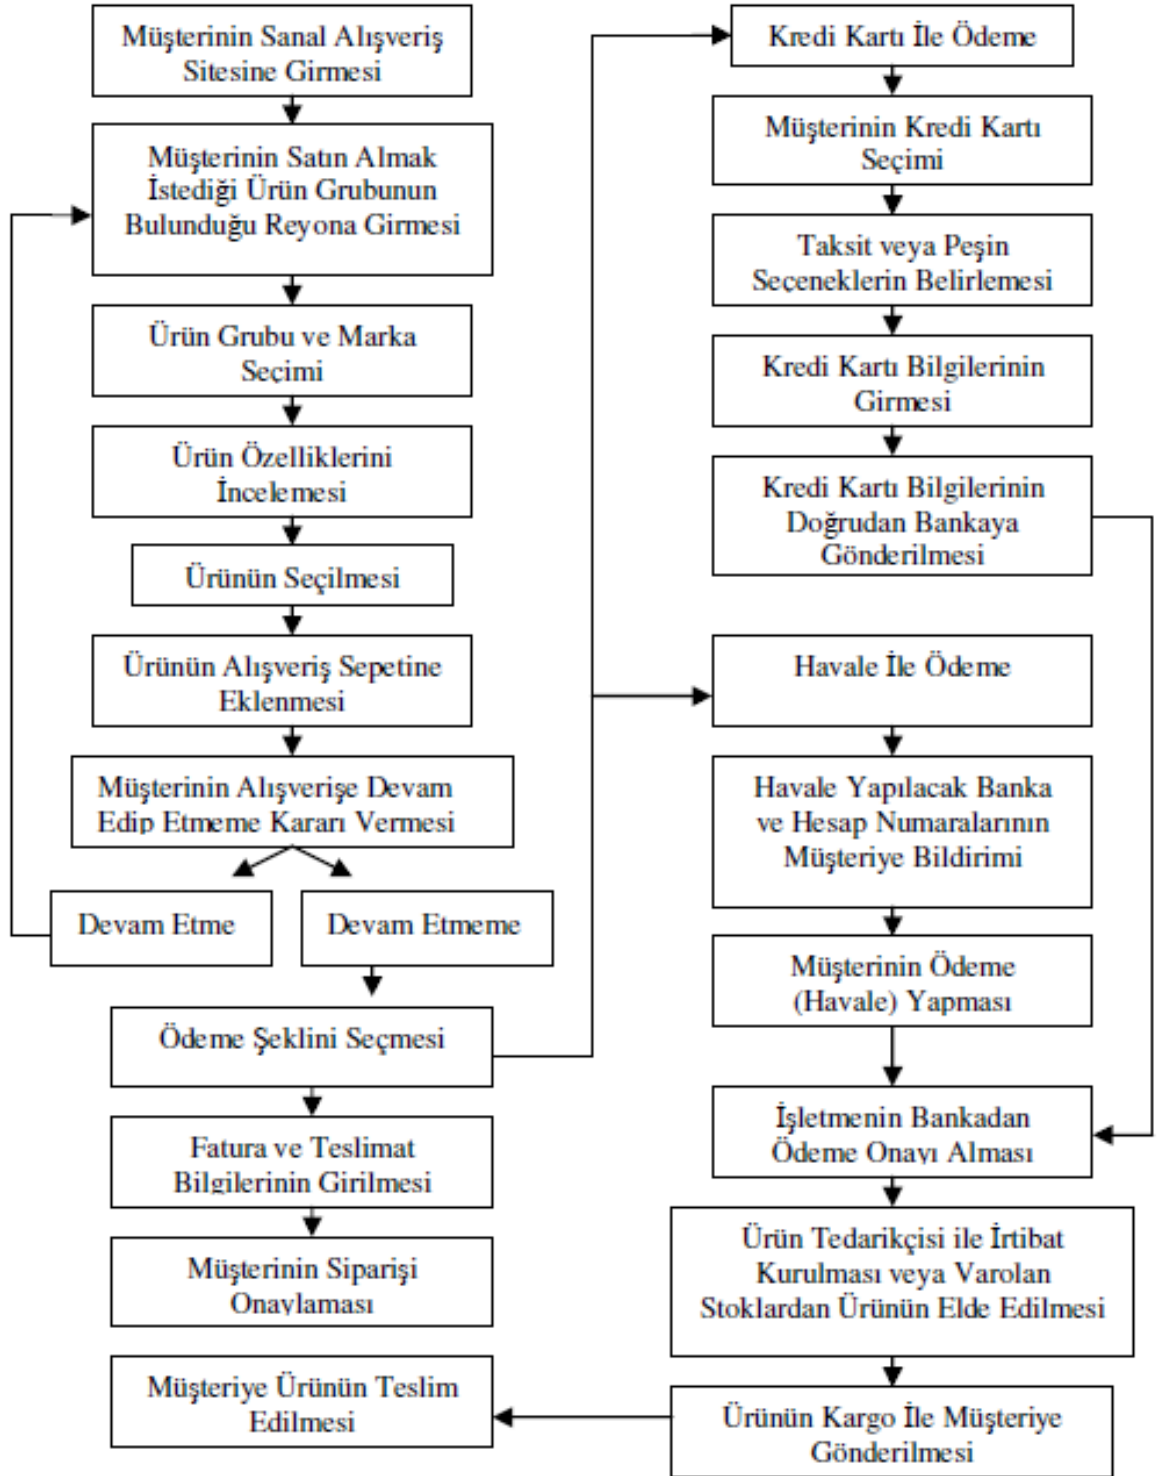 Müşterinin Sanal Alışveriş
Sitesine Girmesi
Müşterinin Satın Almak
İstediği Ürün Grubunun
Bulunduğu Reyona Girmesi
Ürün Grubu ve Marka
Seçimi
Ürün Özelliklerini
İncelemesi
Ürünün Seçilmesi
Ürünün Alışveriş Sepetine
Eklenmesi
Müşterinin Alışverişe Devam
Edip Etmeme Kararı Vermesi
Devam Etme
Devam Etmeme
Ödeme Şeklini Seçmesi
Fatura ve Teslimat
Bilgilerinin Girilmesi
Müşterinin Siparişi
Onaylaması
Müşteriye Ürünün Teslim
Edilmesi
Kredi Kartı İle Ödeme
Müşterinin Kredi Kartı
Seçimi
Taksit veya Peşin
Seçeneklerin Belirlemesi
Kredi Kartı Bilgilerinin
Girmesi
Kredi Kartı Bilgilerinin
Doğrudan Bankaya
Gönderilmesi
Havale İle Ödeme
Havale Yapılacak Banka
ve Hesap Numaralarının
Müşteriye Bildirimi
Müşterinin Ödeme
(Havale) Yapması
İşletmenin Bankadan
Ödeme Onayı Alması
Ürün Tedarikçisi ile İrtibat
Kurulması veya Varolan
Stoklardan Ürünün Elde Edilmesi
Ürünün Kargo İle Müşteriye
Gönderilmesi